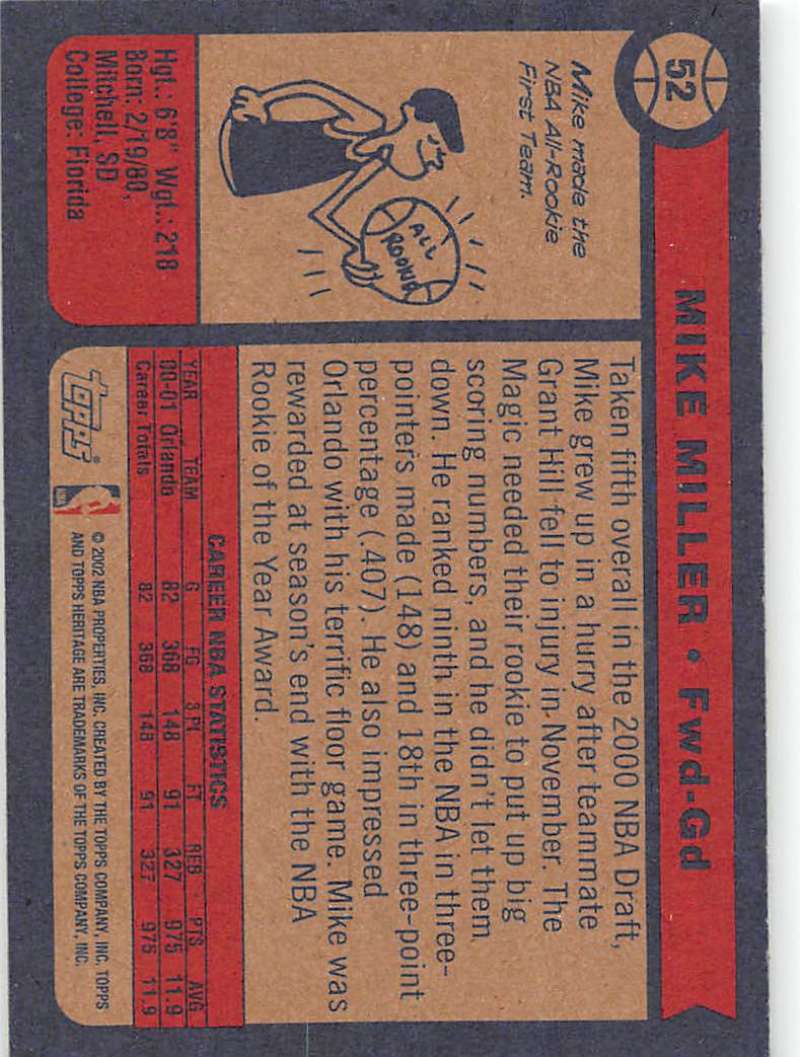 52
MIKE MILLER • Fwd-Gd
Mike made the
NBA All-Rookie
First Team.
ALL
ROOKIE
Hgt.: 6'8" Wgt.: 218
Born: 2/19/80,
Mitchell, SD
College: Florida
Taken fifth overall in the 2000 NBA Draft,
Mike grew up in a hurry after teammate
Grant Hill fell to injury in November. The
Magic needed their rookie to put up big
scoring numbers, and he didn't let them
down. He ranked ninth in the NBA in three-
pointers made (148) and 18th in three-point
percentage (.407). He also impressed
Orlando with his terrific floor game. Mike was
rewarded at season's end with the NBA
Rookie of the Year Award.
CAREER NBA STATISTICS
YEAR TEAM G FG 3 PT FT REB PTS AVG
00-01 Orlando 82 368 148 91 327 975 11.9
Career Totals 82 368 148 91 327 975 11.9
topps®
NBA
© 2002 NBA PROPERTIES, INC. CREATED BY THE TOPPS COMPANY, INC. TOPPS
AND TOPPS HERITAGE ARE TRADEMARKS OF THE TOPPS COMPANY, INC.